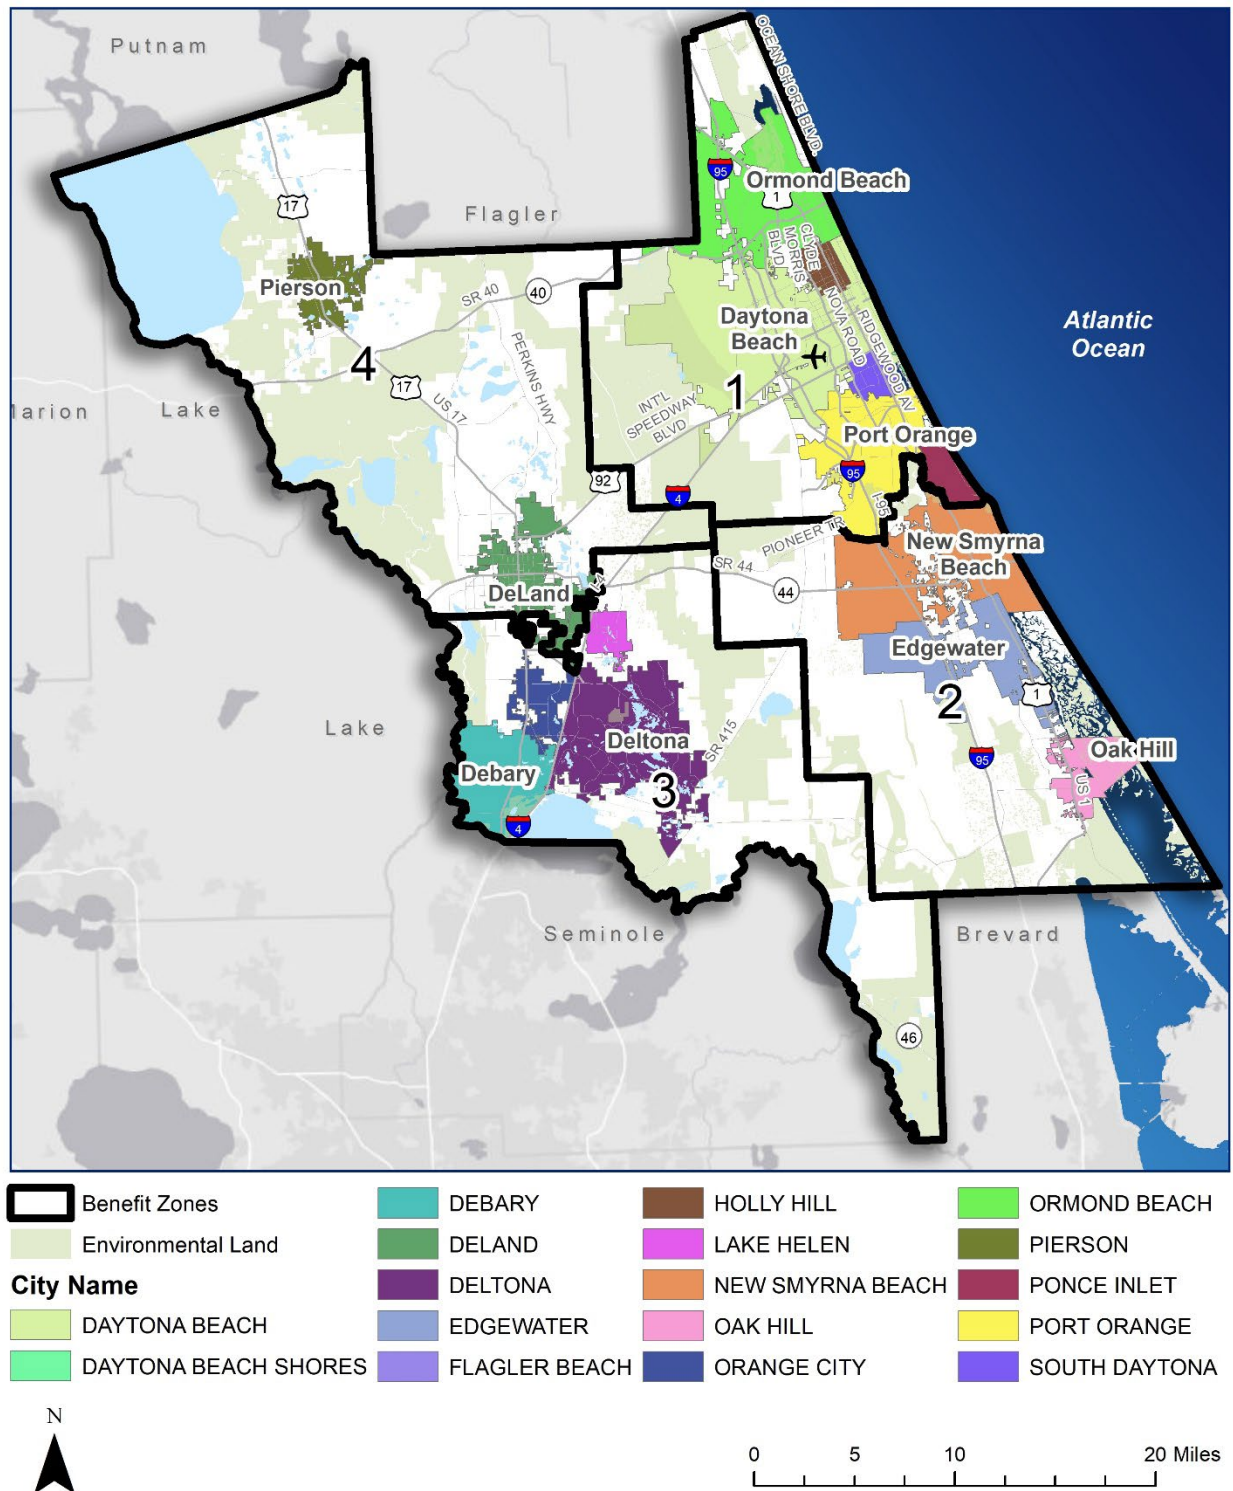 Putnam
OCEAN SHORE BLVD.
95
Ormond Beach
1
17
Flagler
CLYDE
MORRIS
BLVD
Pierson
SR 40
40
NOVA ROAD
RIDGEWOOD AV
Daytona
Beach
Atlantic
Ocean
PERKINS HWY
4
17
US 17
1
INT'L
SPEEDWAY
BLVD
Marion
Lake
Port Orange
95
92
4
I-95
PIONEER TR
New Smyrna
Beach
SR 44
44
I-4
DeLand
Edgewater
2
1
Lake
Deltona
SR 415
Oak Hill
95
Debary
3
US 1
4
Seminole
Brevard
46
Benefit Zones
Environmental Land
City Name
DAYTONA BEACH
DAYTONA BEACH SHORES
DEBARY
DELAND
DELTONA
EDGEWATER
FLAGLER BEACH
HOLLY HILL
LAKE HELEN
NEW SMYRNA BEACH
OAK HILL
ORANGE CITY
ORMOND BEACH
PIERSON
PONCE INLET
PORT ORANGE
SOUTH DAYTONA
N
0 5 10 20 Miles